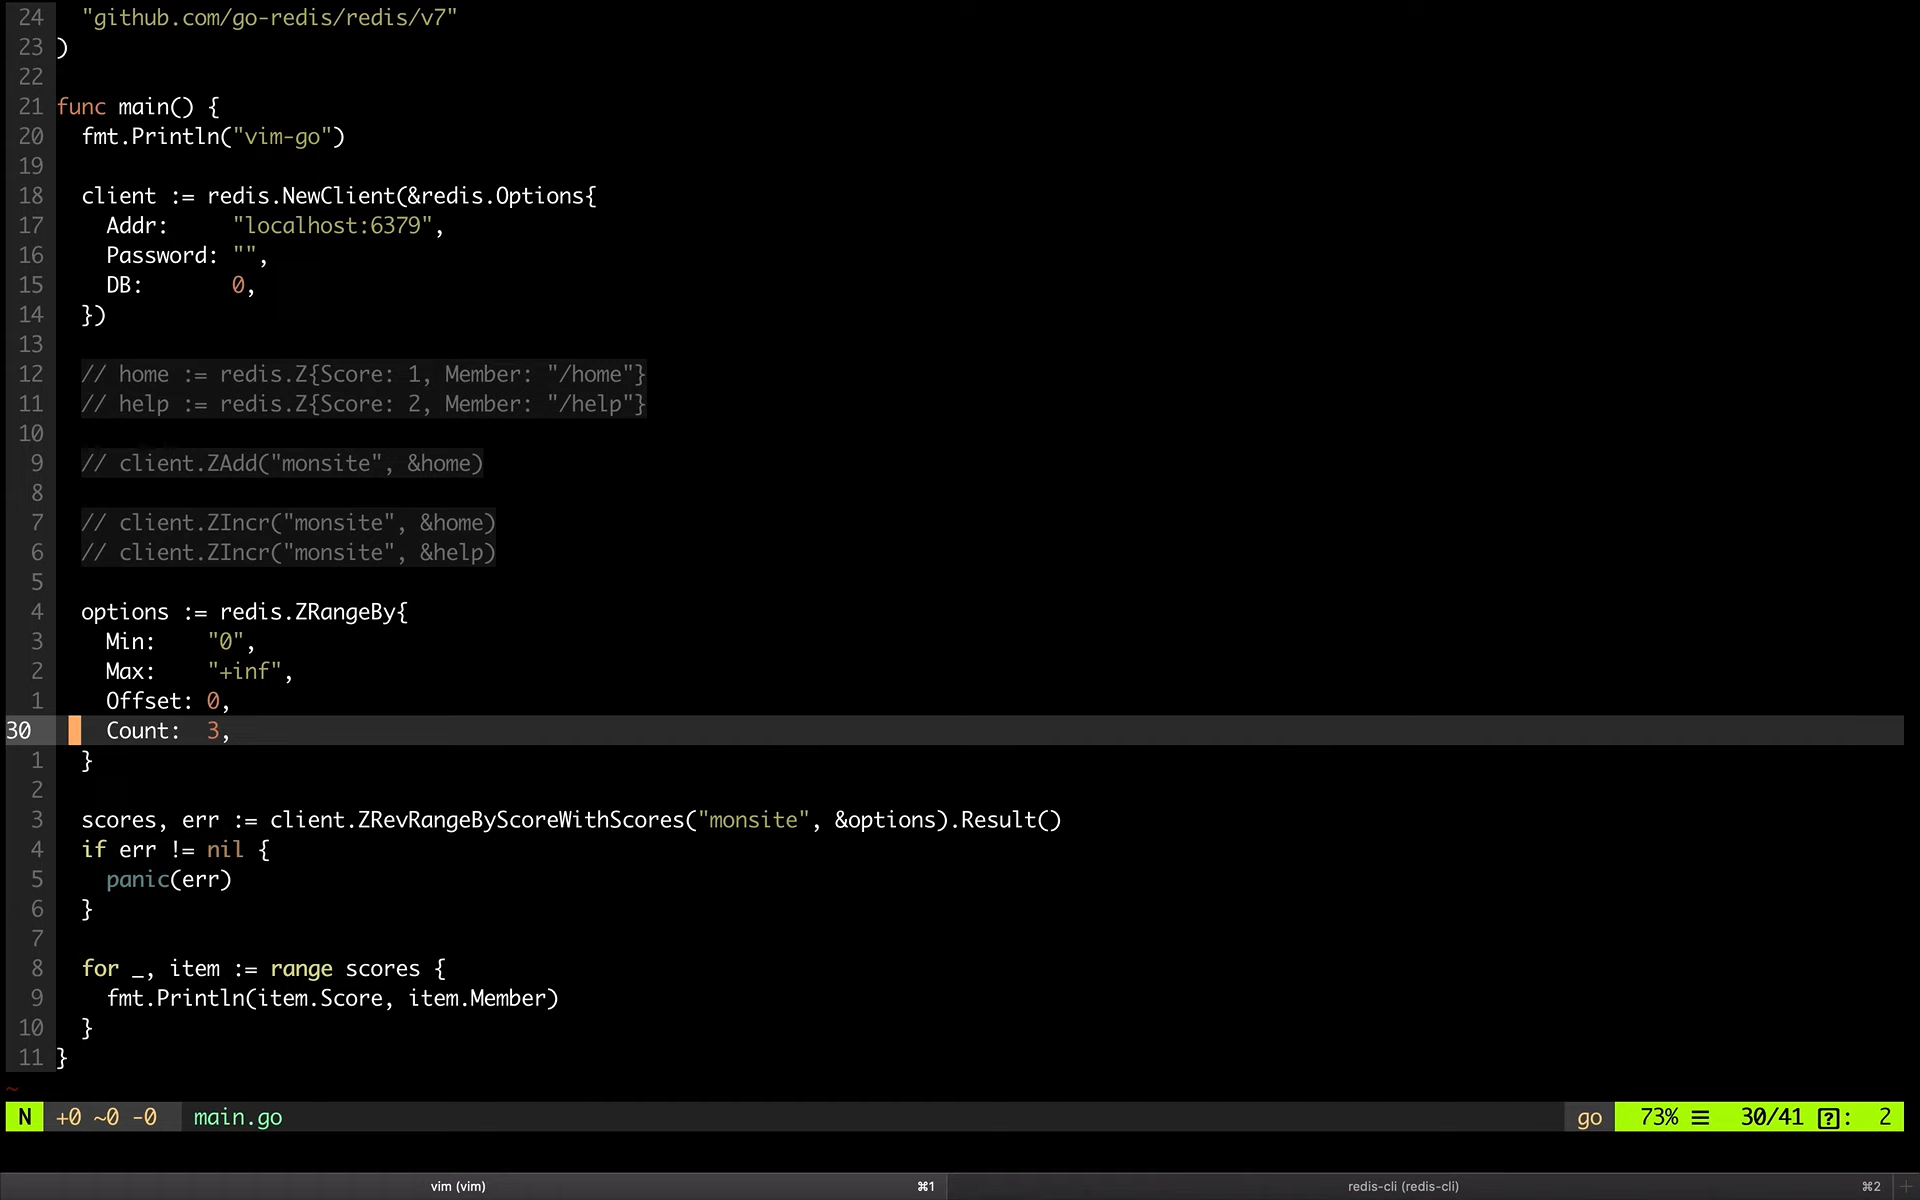 24 "github.com/go-redis/redis/v7"
23 )
22
21 func main() {
20 fmt.Println("vim-go")
19
18 client := redis.NewClient(&redis.Options{
17 Addr: "localhost:6379",
16 Password: "",
15 DB: 0,
14 })
13
12 // home := redis.Z{Score: 1, Member: "/home"}
11 // help := redis.Z{Score: 2, Member: "/help"}
10
9 // client.ZAdd("monsite", &home)
8
7 // client.ZIncr("monsite", &home)
6 // client.ZIncr("monsite", &help)
5
4 options := redis.ZRangeBy{
3 Min: "0",
2 Max: "+inf",
1 Offset: 0,
30 Count: 3,
1 }
2
3 scores, err := client.ZRevRangeByScoreWithScores("monsite", &options).Result()
4 if err != nil {
5 panic(err)
6 }
7
8 for _, item := range scores {
9 fmt.Println(item.Score, item.Member)
10 }
11 }
~
N +0 ~0 -0 main.go go 73% ☰ 30/41 [?]: 2
vim (vim) ⌘1 redis-cli (redis-cli) ⌘2 +